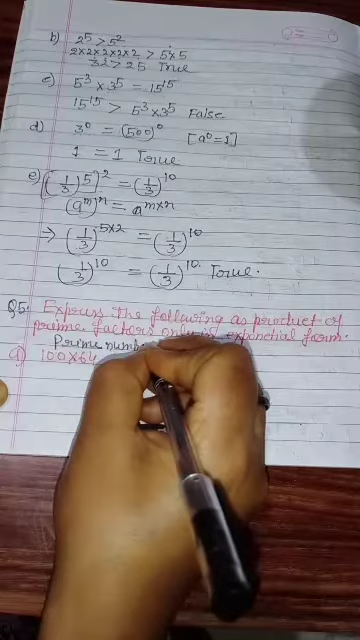 b) 2⁵ > 5²
2×2×2×2×2 > 5×5
32 > 25 True
c) 5³ × 3⁵ = 15¹⁵
15¹⁵ > 5³ × 3⁵ False
d) 3⁰ = (500)⁰ [a⁰ = 1]
1 = 1 True
e) [(1/3)⁵]² = (1/3)¹⁰
(aᵐ)ⁿ = aᵐˣⁿ
→ (1/3)⁵ˣ² = (1/3)¹⁰
(1/3)¹⁰ = (1/3)¹⁰ True.
Q5. Express the following as product of
prime factors only in exponential form.
Prime numb
a) 100×64